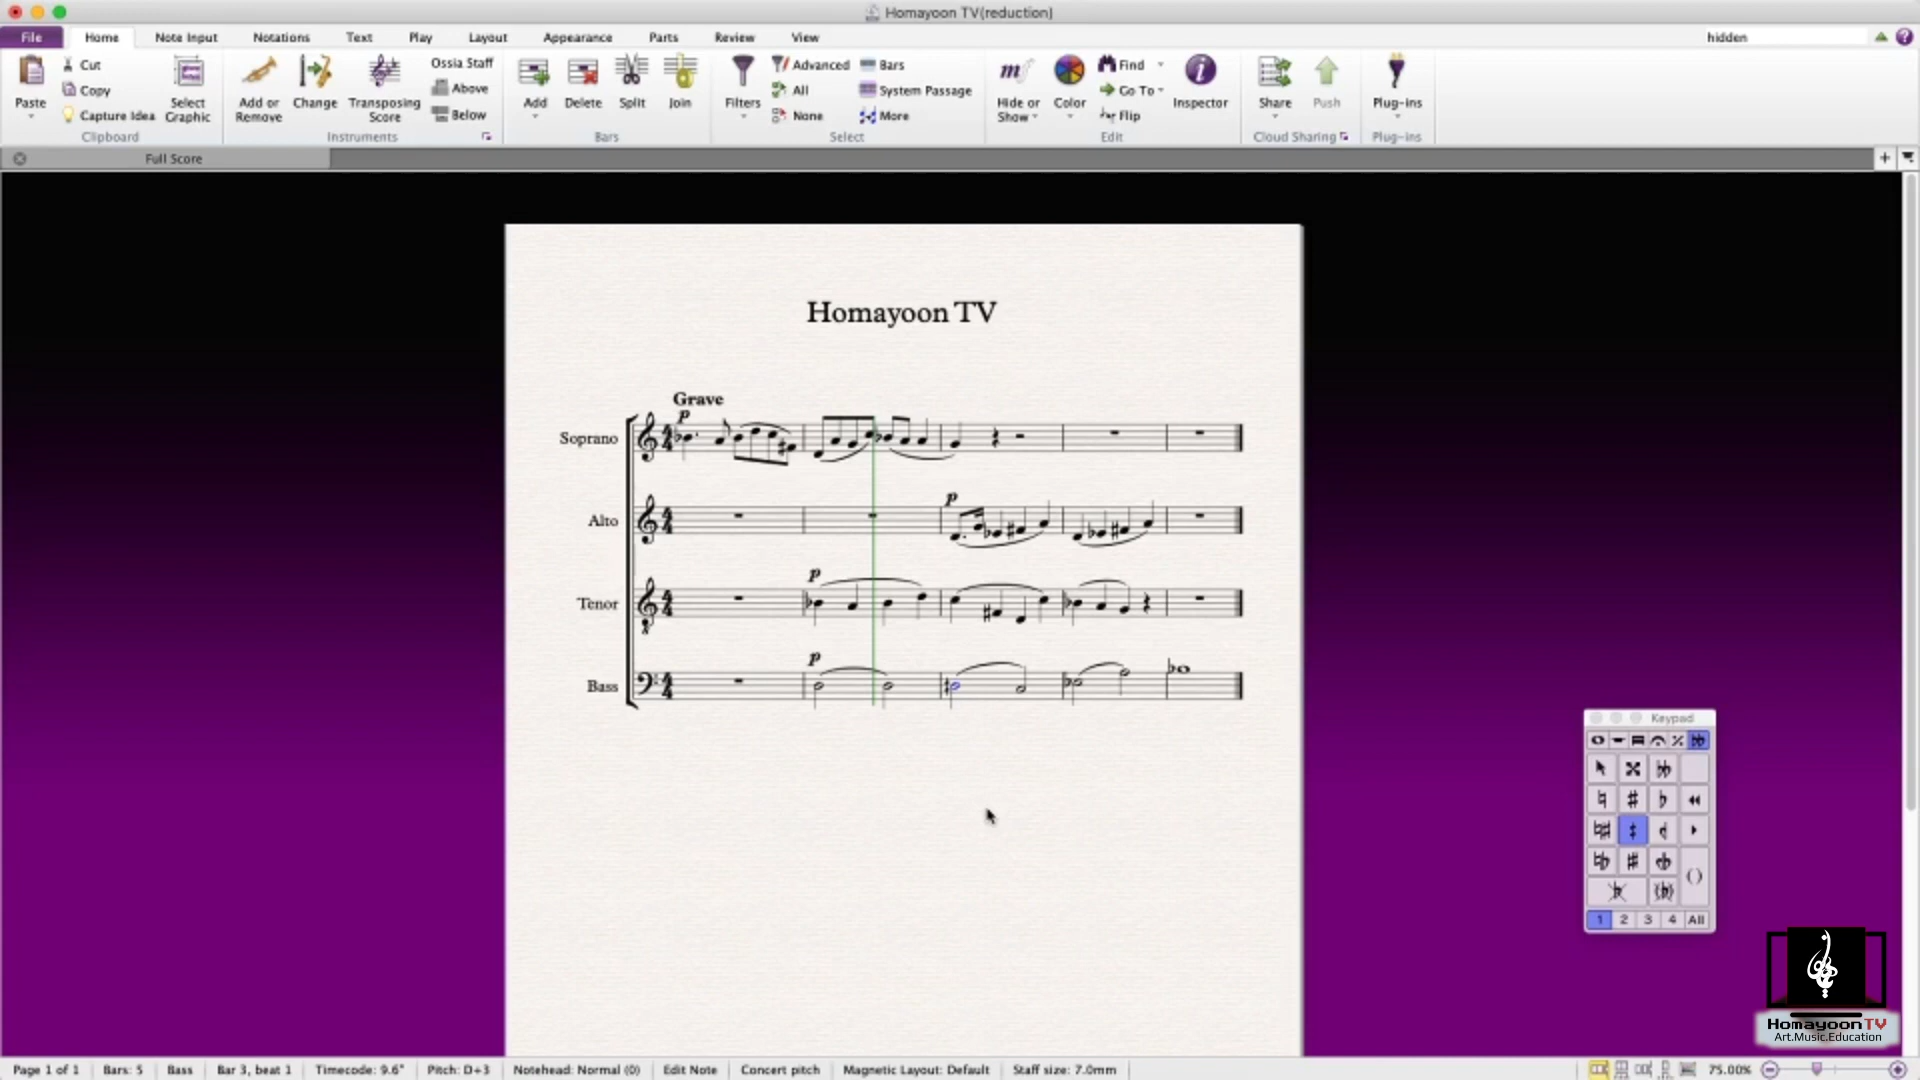 Homayoon TV(reduction)
File Home Note Input Notations Text Play Layout Appearance Parts Review View hidden
Paste Cut Copy Capture Idea Select Graphic
Clipboard
Add or Remove Change Transposing Score Ossia Staff Above Below
Instruments
Add Delete Split Join
Bars
Filters Advanced All None Bars System Passage More
Select
Hide or Show Color Find Go To Flip Inspector
Edit
Share Push
Cloud Sharing
Plug-ins
Plug-ins
Full Score
Homayoon TV
Grave
p
Soprano
p
Alto
p
Tenor
p
Bass
Keypad
1 2 3 4 All
HomayoonTV
Art.Music.Education
Page 1 of 1 Bars: 5 Bass Bar 3, beat 1 Timecode: 9.6" Pitch: D+3 Notehead: Normal (0) Edit Note Concert pitch Magnetic Layout: Default Staff size: 7.0mm 75.00%